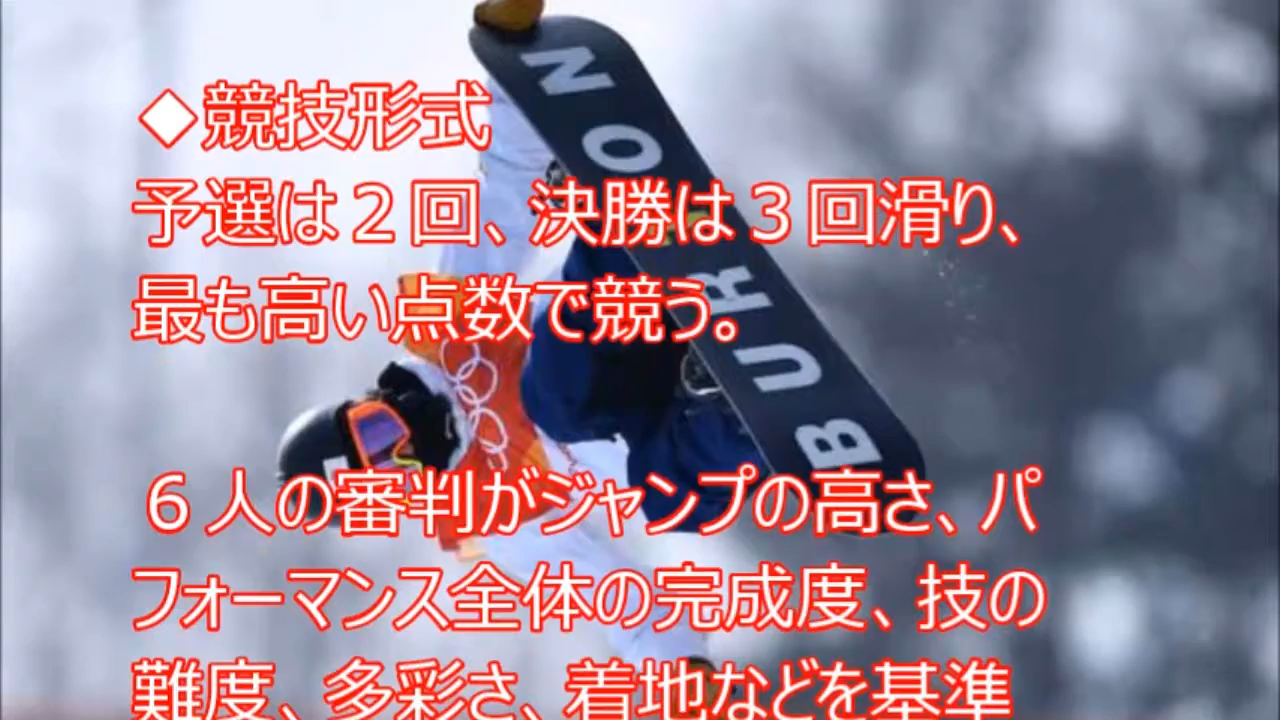 ◆競技形式
予選は２回、決勝は３回滑り、
最も高い点数で競う。
６人の審判がジャンプの高さ、パ
フォーマンス全体の完成度、技の
難度、多彩さ、着地などを基準
BURTON